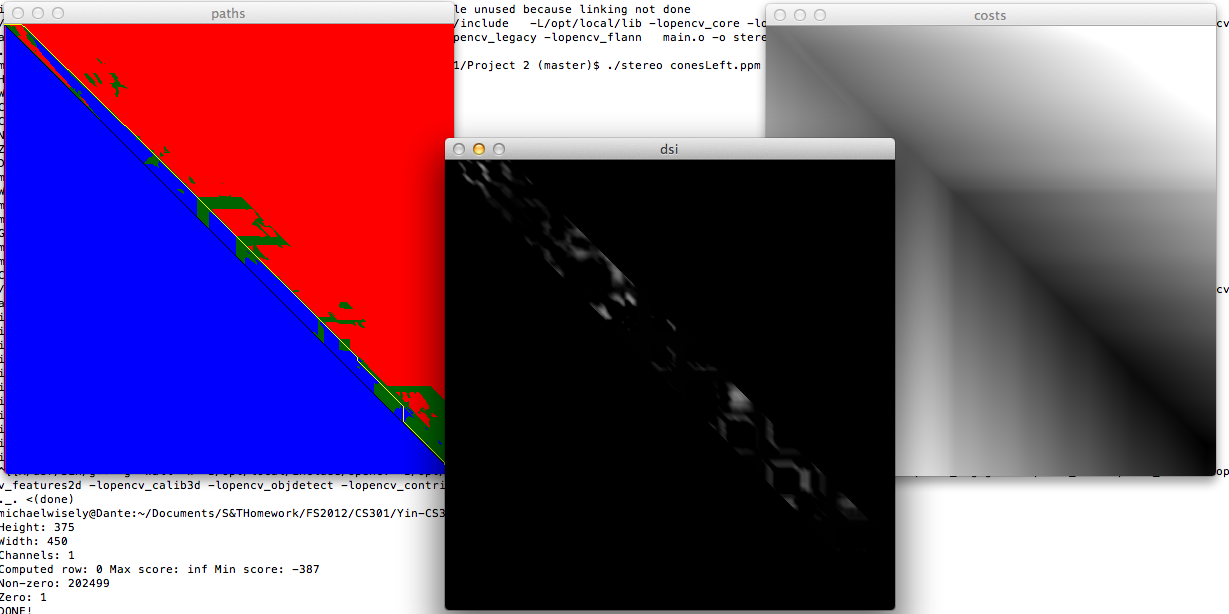 paths
costs
dsi
le unused because linking not done
/include   -L/opt/local/lib -lopencv_core -lo
pencv_legacy -lopencv_flann   main.o -o stere
1/Project 2 (master)$ ./stereo conesLeft.ppm
v_features2d -lopencv_calib3d -lopencv_objdetect -lopencv_contri
._. <(done)
michaelwisely@Dante:~/Documents/S&THomework/FS2012/CS301/Yin-CS3
Height: 375
Width: 450
Channels: 1
Computed row: 0 Max score: inf Min score: -387
Non-zero: 202499
Zero: 1
DONE!